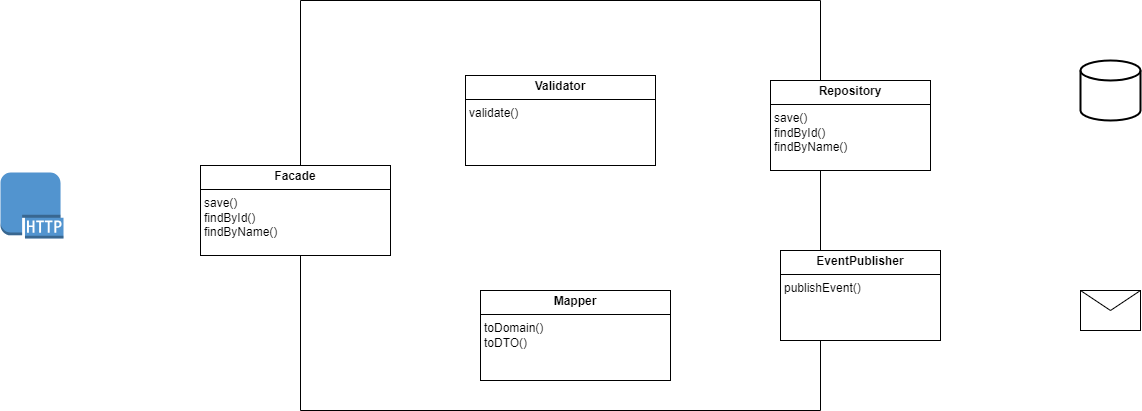 Validator
validate()
Repository
save()
findById()
findByName()
Facade
save()
findById()
findByName()
HTTP
EventPublisher
publishEvent()
Mapper
toDomain()
toDTO()